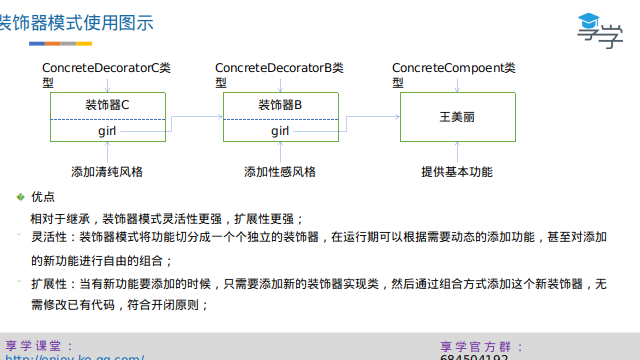 装饰器模式使用图示
享学
ConcreteDecoratorC类型
ConcreteDecoratorB类型
ConcreteCompoent类型
装饰器C
装饰器B
王美丽
girl
girl
添加清纯风格
添加性感风格
提供基本功能
优点
相对于继承，装饰器模式灵活性更强，扩展性更强；
灵活性：装饰器模式将功能切分成一个个独立的装饰器，在运行期可以根据需要动态的添加功能，甚至对添加
的新功能进行自由的组合；
扩展性：当有新功能要添加的时候，只需要添加新的装饰器实现类，然后通过组合方式添加这个新装饰器，无
需修改已有代码，符合开闭原则；
享学课堂：
http://enjoy.ke.qq.com/
享学官方群：
684504192